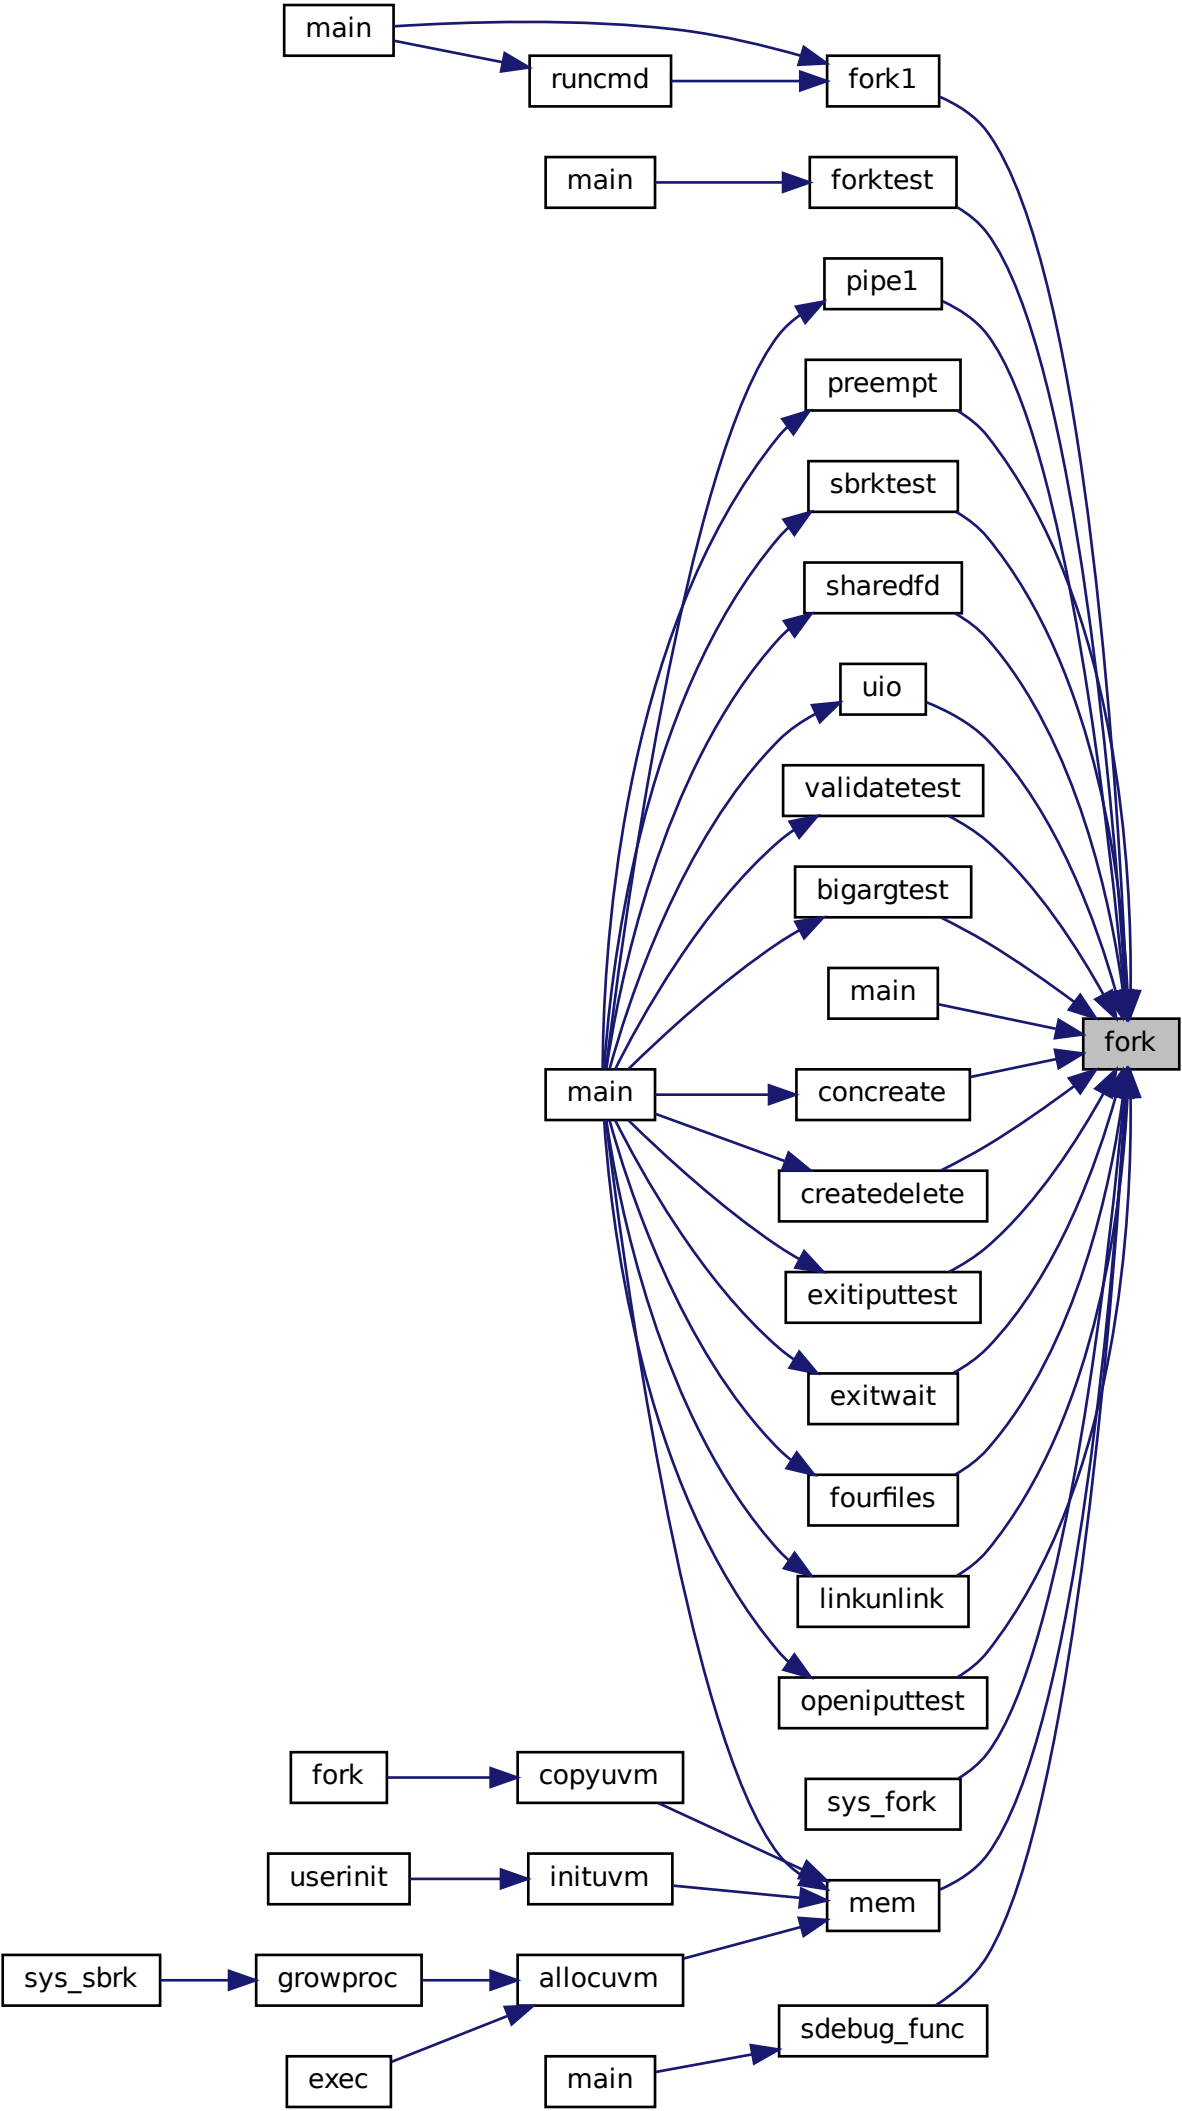 main
runcmd
fork1
main
forktest
pipe1
preempt
sbrktest
sharedfd
uio
validatetest
bigargtest
main
fork
main
concreate
createdelete
exitiputtest
exitwait
fourfiles
linkunlink
openiputtest
fork
copyuvm
sys_fork
userinit
inituvm
mem
sys_sbrk
growproc
allocuvm
sdebug_func
exec
main